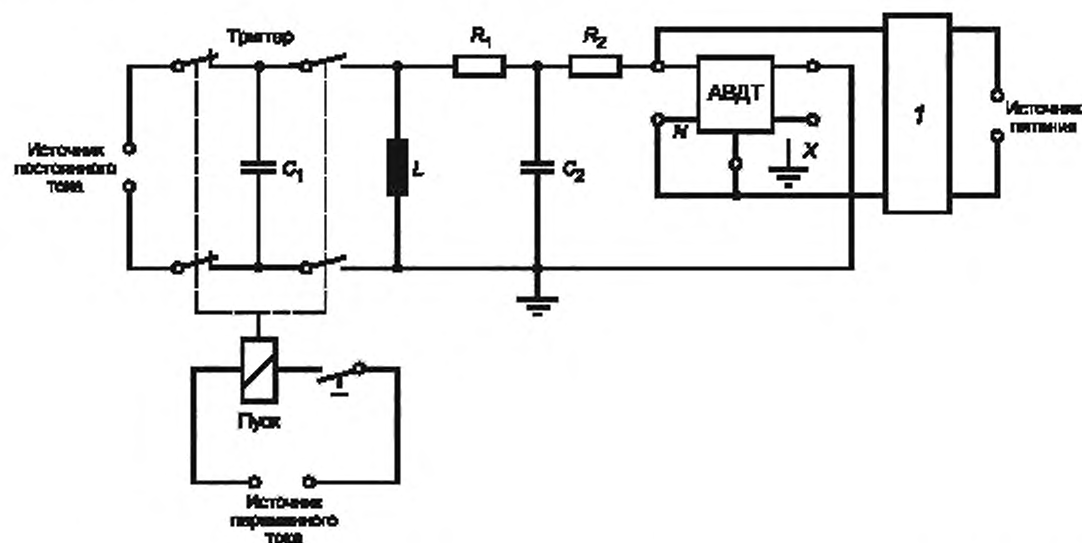 Триггер
R1
R2
АВДТ
1
Источник
питания
N
X
Источник
постоянного
тока
C1
L
C2
Пуск
Источник
переменного
тока